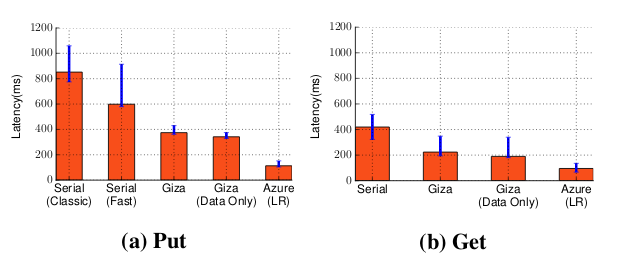 1200
1000
800
600
400
200
0
Latency(ms)
Serial
(Classic)
Serial
(Fast)
Giza
Giza
(Data Only)
Azure
(LR)
(a) Put
1200
1000
800
600
400
200
0
Latency(ms)
Serial
Giza
Giza
(Data Only)
Azure
(LR)
(b) Get